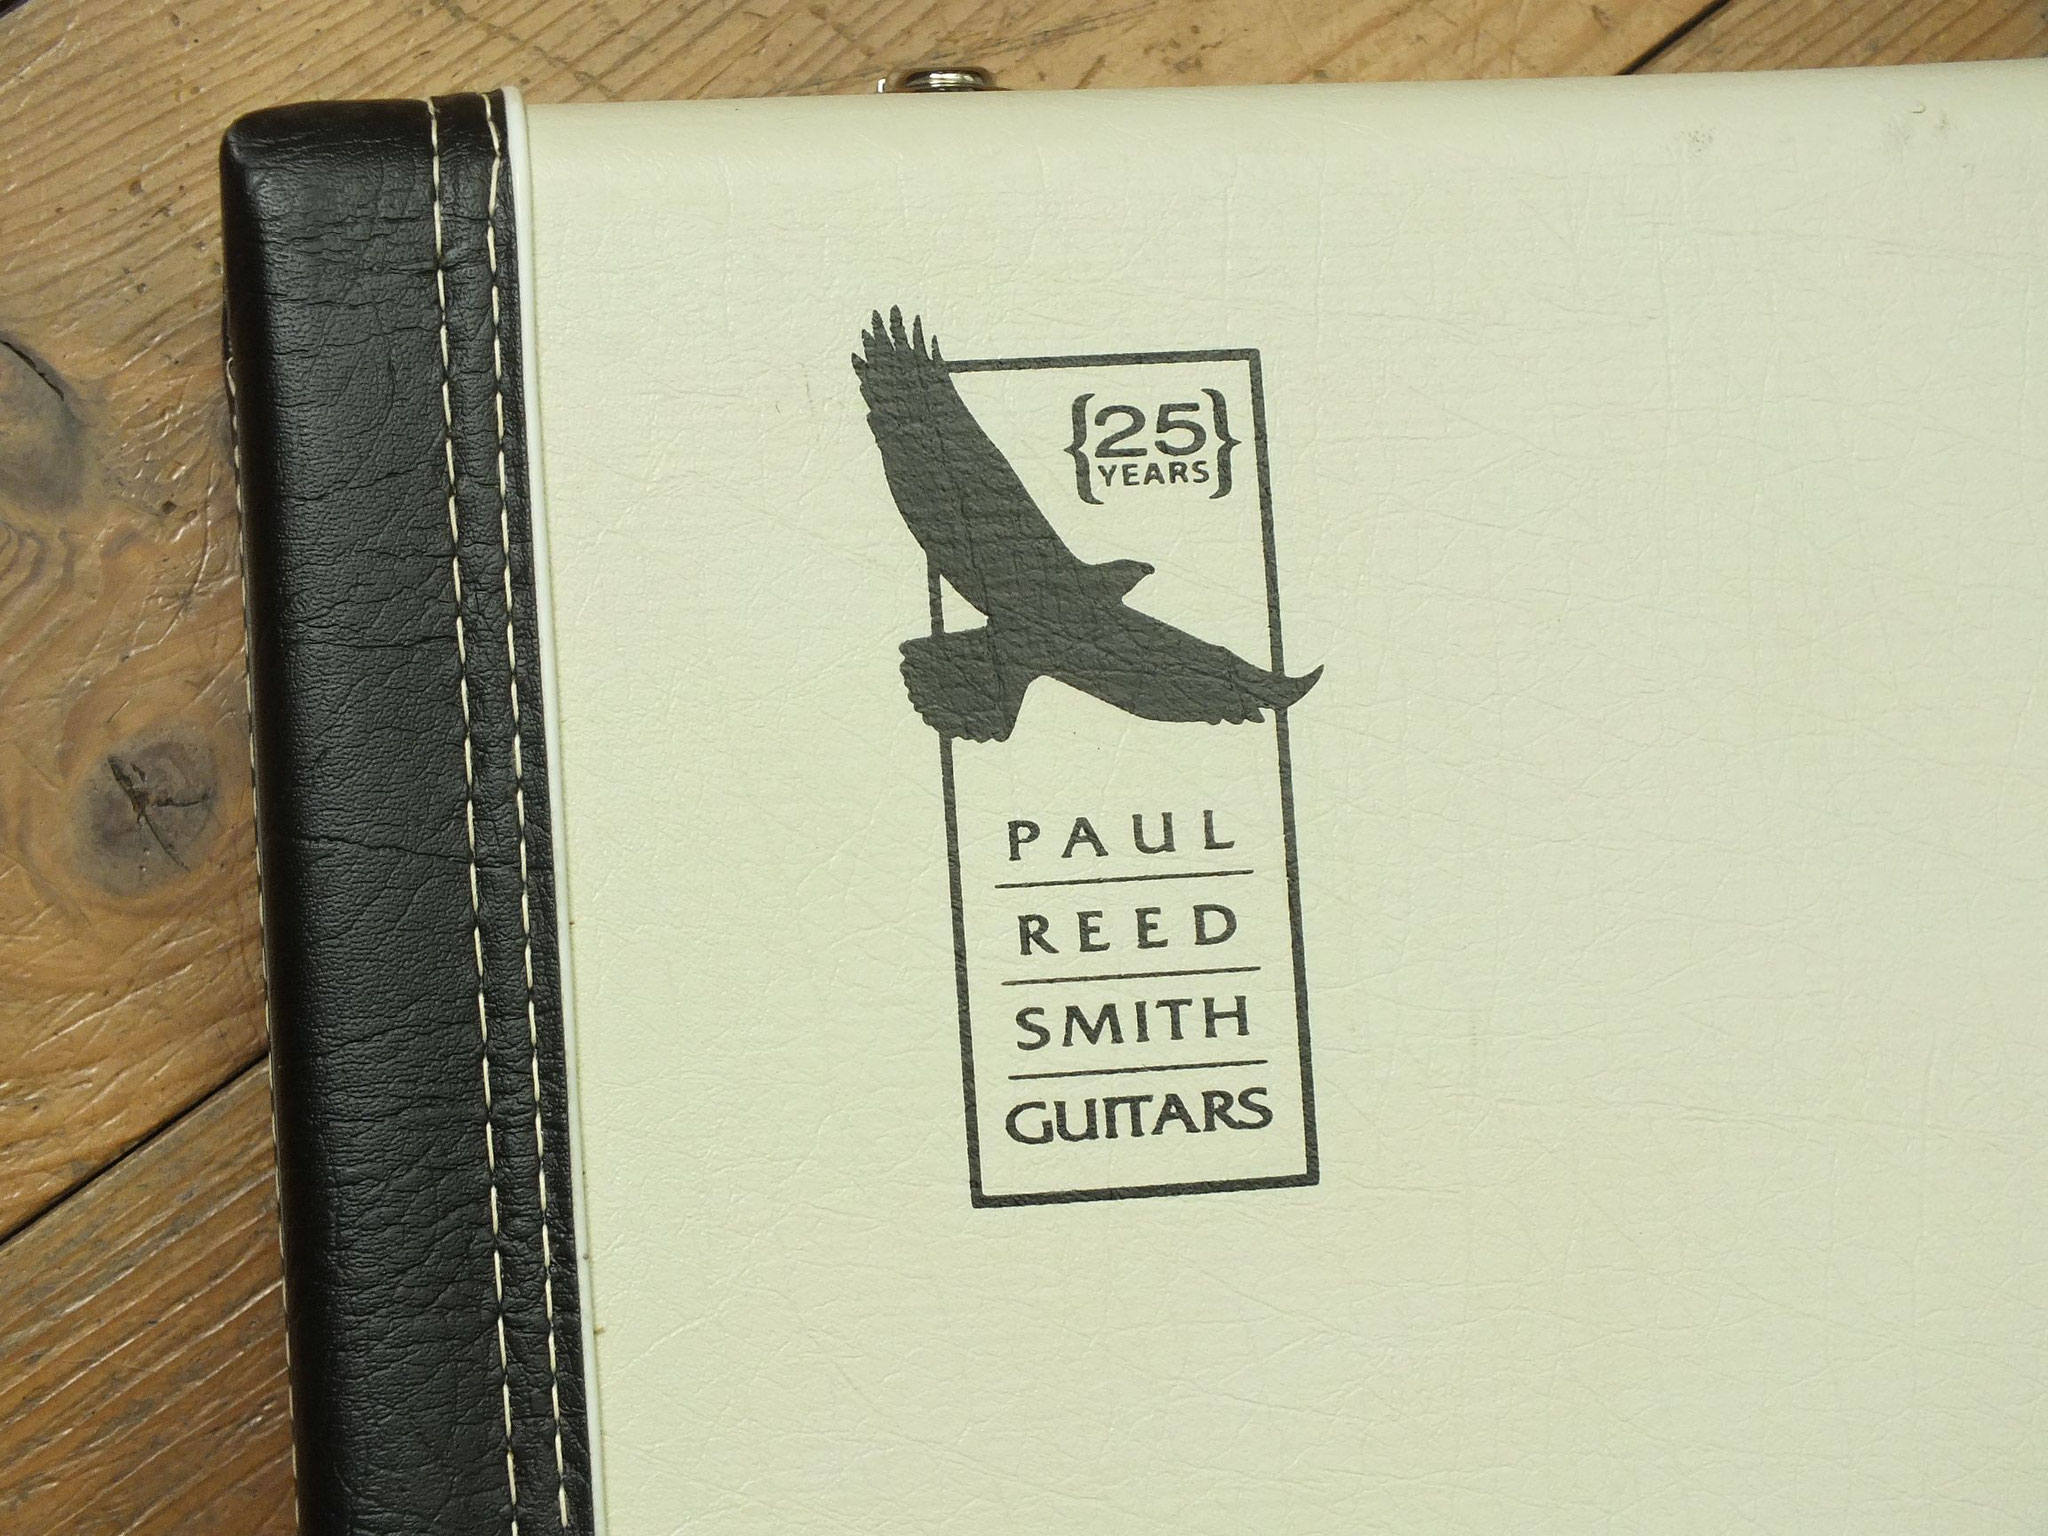 {25
YEARS}
PAUL
REED
SMITH
GUITARS